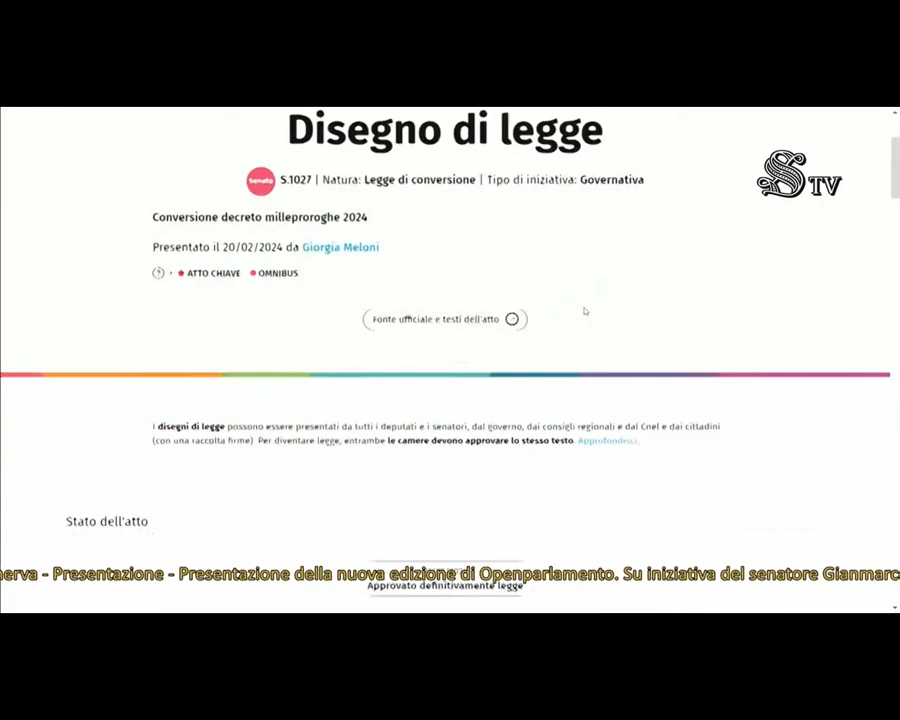 Disegno di legge
Senato S.1027 | Natura: Legge di conversione | Tipo di iniziativa: Governativa
STV
Conversione decreto milleproroghe 2024
Presentato il 20/02/2024 da Giorgia Meloni
ATTO CHIAVE OMNIBUS
Fonte ufficiale e testi dell'atto
I disegni di legge possono essere presentati da tutti i deputati e i senatori, dal governo, dai consigli regionali e dal Cnel e dai cittadini
(con una raccolta firme). Per diventare legge, entrambe le camere devono approvare lo stesso testo. Approfondisci.
Stato dell'atto
nerva - Presentazione - Presentazione della nuova edizione di Openparlamento. Su iniziativa del senatore Gianmarc
Approvato definitivamente legge